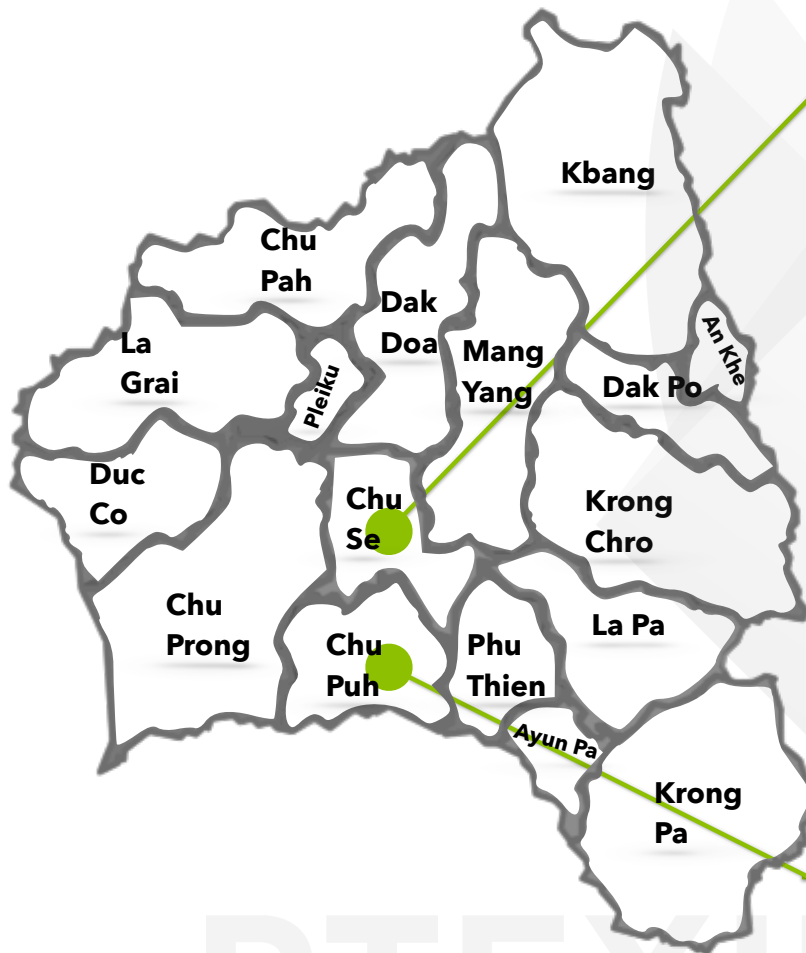 Kbang
Chu
Pah
Dak
Doa
La
Grai
Mang
Yang
An Khe
Pleiku
Dak Po
Duc
Co
Chu
Se
Krong
Chro
Chu
Prong
Chu
Puh
Phu
Thien
La Pa
Ayun Pa
Krong
Pa